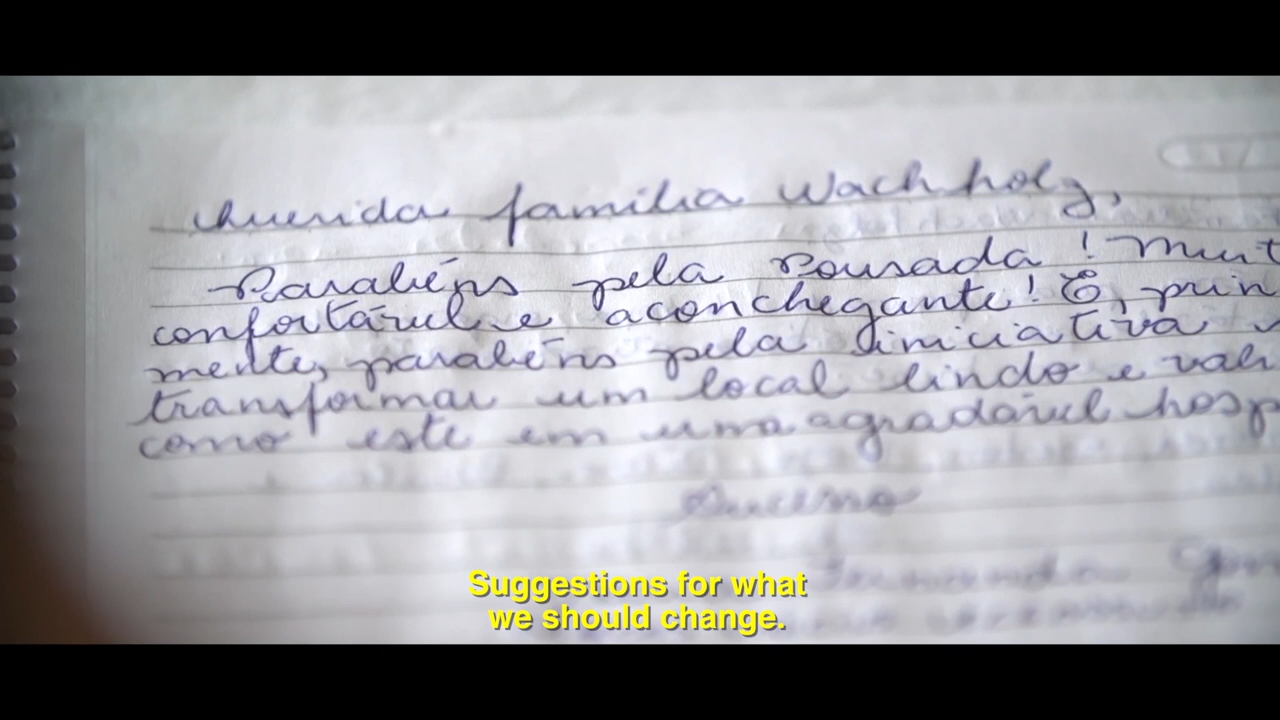 Querida família Wachholz,
Parabéns pela Pousada! Muit
confortável e aconchegante! E, prin
mente, parabéns pela iniciativa
transformar um local lindo e
como este em uma agradável hosp
Sucesso
Suggestions for what
we should change.